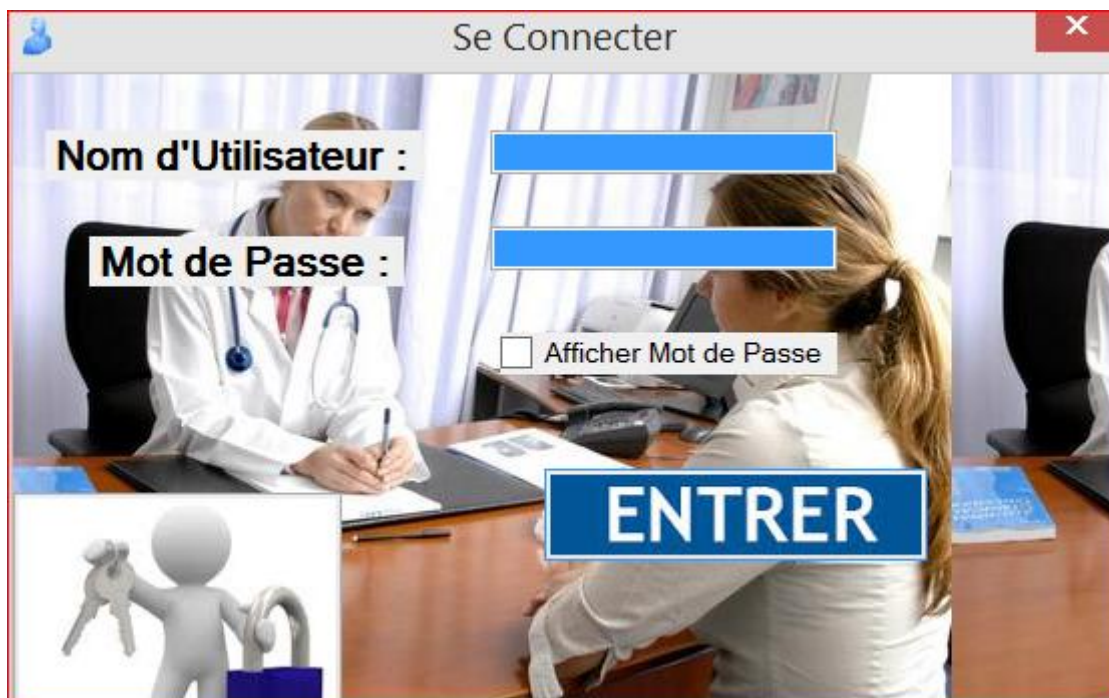 Se Connecter
Nom d'Utilisateur :
Mot de Passe :
Afficher Mot de Passe
ENTRER